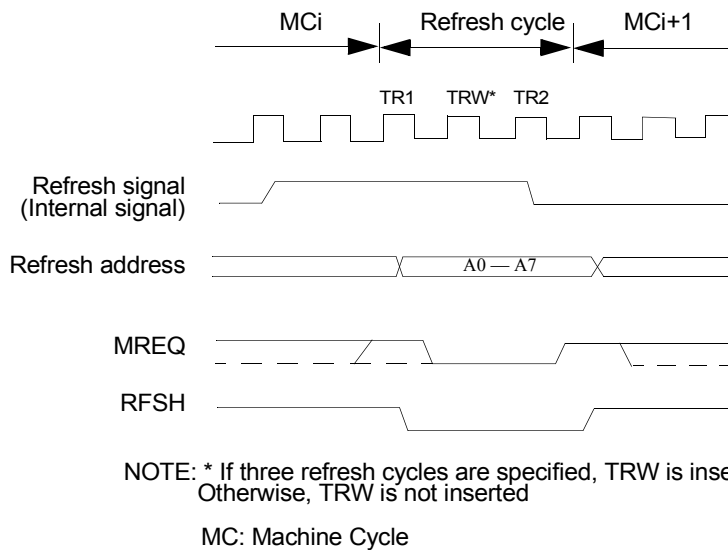 MCi Refresh cycle MCi+1
TR1 TRW* TR2
Refresh signal
(Internal signal)
Refresh address A0 — A7
MREQ
RFSH
NOTE: * If three refresh cycles are specified, TRW is inse
Otherwise, TRW is not inserted
MC: Machine Cycle